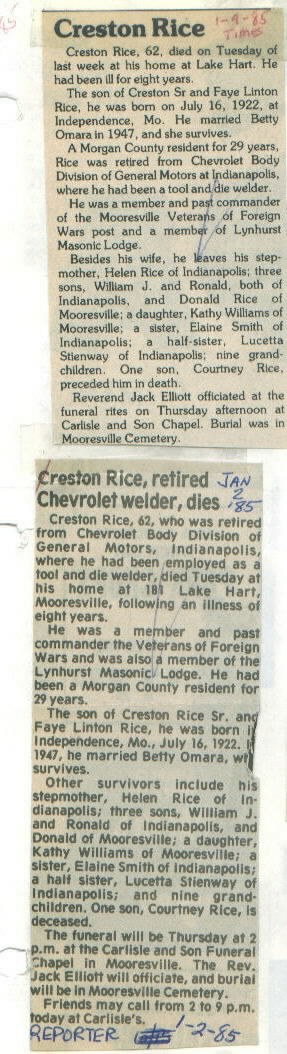 Creston Rice
1-9-85
Times
Creston Rice, 62, died on Tuesday of
last week at his home at Lake Hart. He
had been ill for eight years.
The son of Creston Sr and Faye Linton
Rice, he was born on July 16, 1922, at
Independence, Mo. He married Betty
Omara in 1947, and she survives.
A Morgan County resident for 29 years,
Rice was retired from Chevrolet Body
Division of General Motors at Indianapolis,
where he had been a tool and die welder.
He was a member and past commander
of the Mooresville Veterans of Foreign
Wars post and a member of Lynhurst
Masonic Lodge.
Besides his wife, he leaves his step-
mother, Helen Rice of Indianapolis; three
sons, William J. and Ronald, both of
Indianapolis, and Donald Rice of
Mooresville; a daughter, Kathy Williams of
Mooresville; a sister, Elaine Smith of
Indianapolis; a half-sister, Lucetta
Stienway of Indianapolis; nine grand-
children. One son, Courtney Rice,
preceded him in death.
Reverend Jack Elliott officiated at the
funeral rites on Thursday afternoon at
Carlisle and Son Chapel. Burial was in
Mooresville Cemetery.
Creston Rice, retired
Chevrolet welder, dies
JAN
2
'85
Creston Rice, 62, who was retired
from Chevrolet Body Division of
General Motors, Indianapolis,
where he had been employed as a
tool and die welder, died Tuesday at
his home at 181 Lake Hart,
Mooresville, following an illness of
eight years.
He was a member and past
commander the Veterans of Foreign
Wars and was also a member of the
Lynhurst Masonic Lodge. He had
been a Morgan County resident for
29 years.
The son of Creston Rice Sr. and
Faye Linton Rice, he was born i
Independence, Mo., July 16, 1922. I
1947, he married Betty Omara, w
survives.
Other survivors include his
stepmother, Helen Rice of In-
dianapolis; three sons, William J.
and Ronald of Indianapolis, and
Donald of Mooresville; a daughter,
Kathy Williams of Mooresville; a
sister, Elaine Smith of Indianapolis;
a half sister, Lucetta Stienway of
Indianapolis; and nine grand-
children. One son, Courtney Rice, is
deceased.
The funeral will be Thursday at 2
p.m. at the Carlisle and Son Funeral
Chapel in Mooresville. The Rev.
Jack Elliott will officiate, and burial
will be in Mooresville Cemetery.
Friends may call from 2 to 9 p.m.
today at Carlisle's.
REPORTER 1-2-85